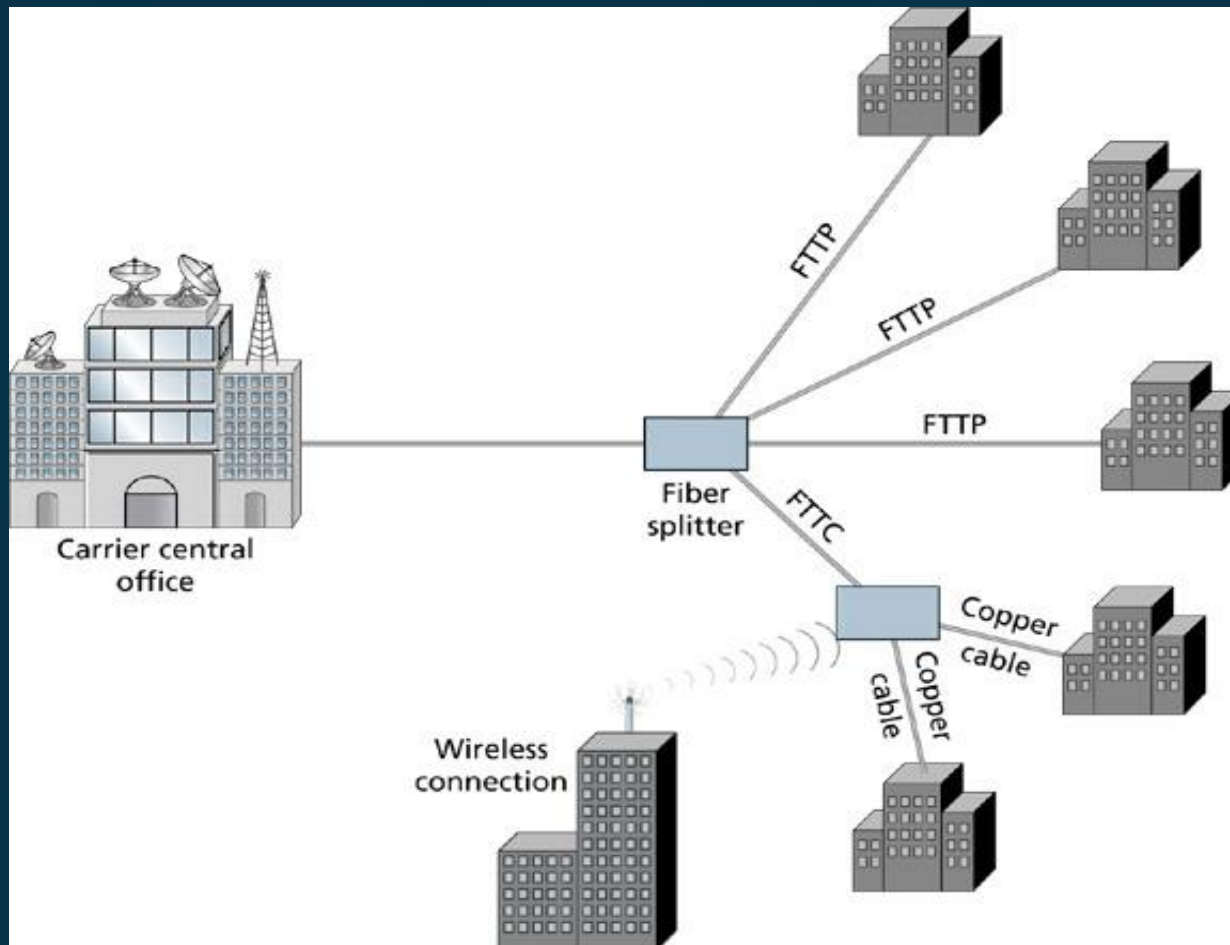 FTTP
FTTP
FTTP
Fiber
splitter
FTTC
Carrier central
office
Copper
cable
Copper
cable
Wireless
connection